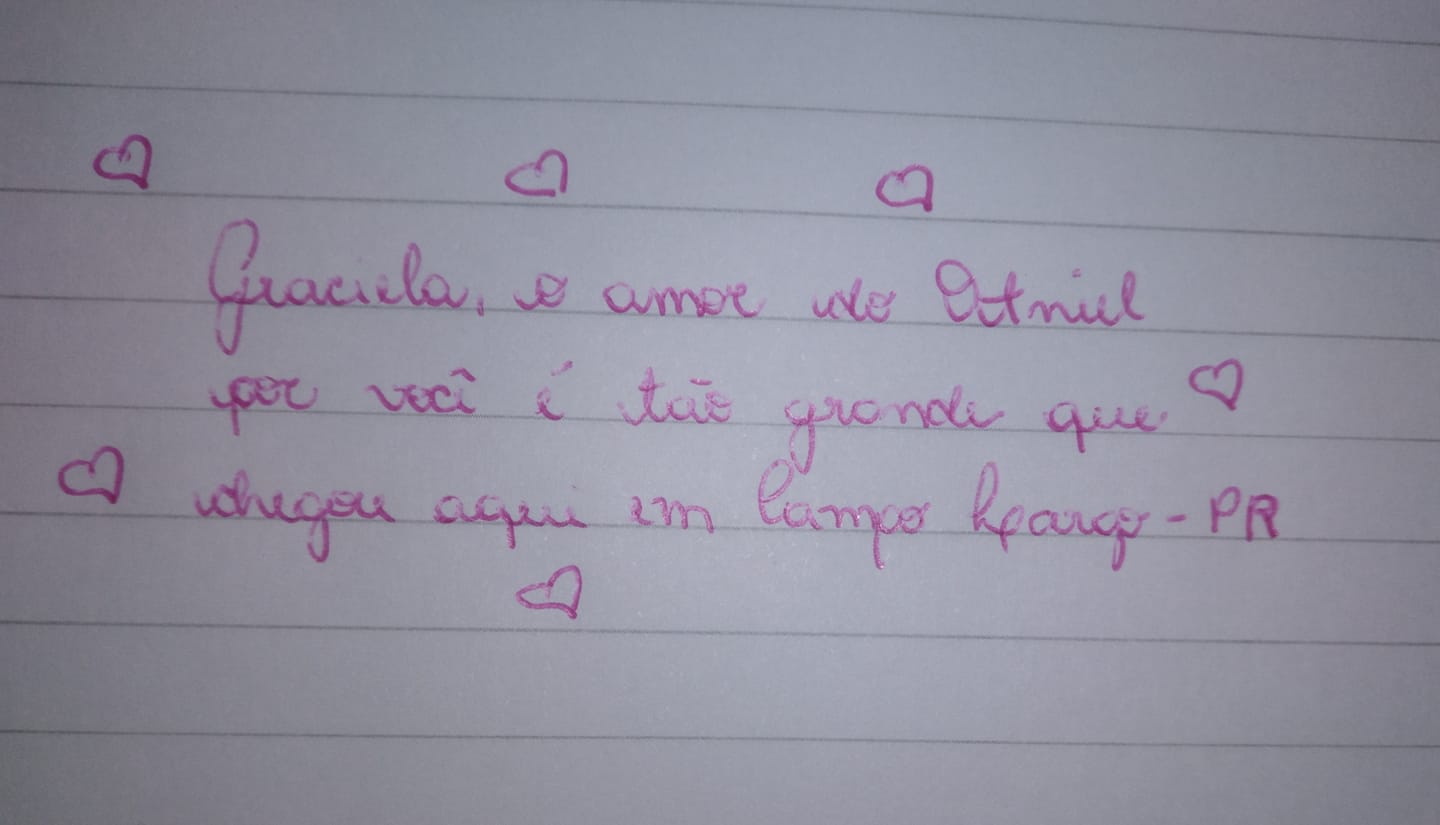 Graciela, o amor do Otniel
por você é tão grande que
chegou aqui em Campo Largo - PR